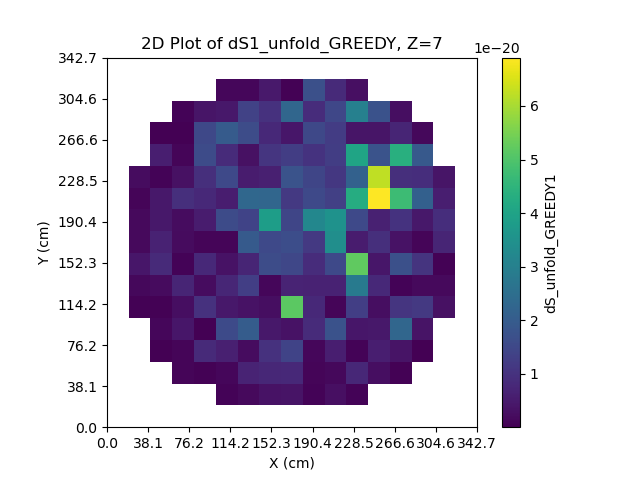 2D Plot of dS1_unfold_GREEDY, Z=7
1e−20
342.7
304.6
266.6
228.5
190.4
152.3
114.2
76.2
38.1
0.0
Y (cm)
0.0 38.1 76.2 114.2 152.3 190.4 228.5 266.6 304.6 342.7
X (cm)
6
5
4
3
2
1
dS_unfold_GREEDY1